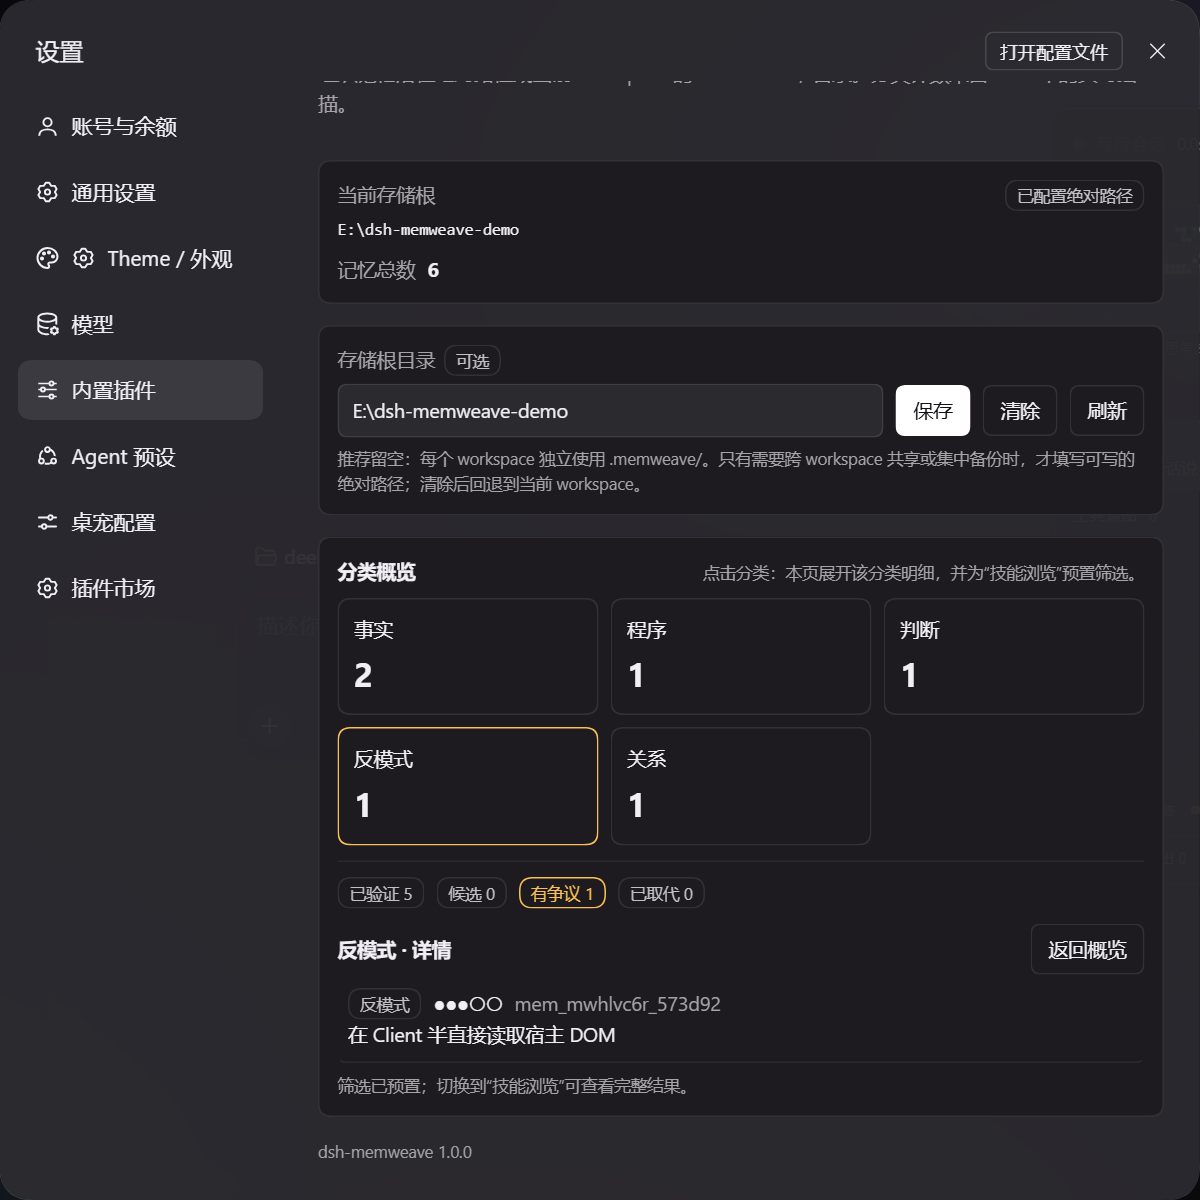 设置
打开配置文件
描。
账号与余额
通用设置
Theme / 外观
模型
内置插件
Agent 预设
桌宠配置
插件市场
当前存储根
已配置绝对路径
E:\dsh-memweave-demo
记忆总数 6
存储根目录 可选
E:\dsh-memweave-demo
保存 清除 刷新
推荐留空：每个 workspace 独立使用 .memweave/。只有需要跨 workspace 共享或集中备份时，才填写可写的
绝对路径；清除后回退到当前 workspace。
分类概览
点击分类：本页展开该分类明细，并为“技能浏览”预置筛选。
事实
2
程序
1
判断
1
反模式
1
关系
1
已验证 5 候选 0 有争议 1 已取代 0
反模式 · 详情
返回概览
反模式 ●●●○○ mem_mwhlvc6r_573d92
在 Client 半直接读取宿主 DOM
筛选已预置；切换到“技能浏览”可查看完整结果。
dsh-memweave 1.0.0